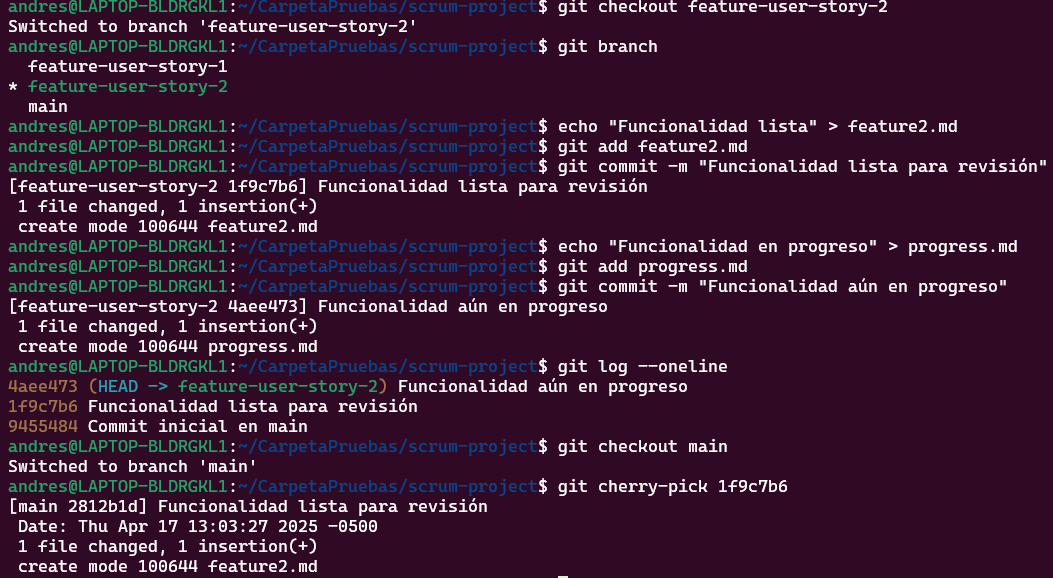 andres@LAPTOP-BLDRGKL1:~/CarpetaPruebas/scrum-project$ git checkout feature-user-story-2
Switched to branch 'feature-user-story-2'
andres@LAPTOP-BLDRGKL1:~/CarpetaPruebas/scrum-project$ git branch
  feature-user-story-1
* feature-user-story-2
  main
andres@LAPTOP-BLDRGKL1:~/CarpetaPruebas/scrum-project$ echo "Funcionalidad lista" > feature2.md
andres@LAPTOP-BLDRGKL1:~/CarpetaPruebas/scrum-project$ git add feature2.md
andres@LAPTOP-BLDRGKL1:~/CarpetaPruebas/scrum-project$ git commit -m "Funcionalidad lista para revisión"
[feature-user-story-2 1f9c7b6] Funcionalidad lista para revisión
 1 file changed, 1 insertion(+)
 create mode 100644 feature2.md
andres@LAPTOP-BLDRGKL1:~/CarpetaPruebas/scrum-project$ echo "Funcionalidad en progreso" > progress.md
andres@LAPTOP-BLDRGKL1:~/CarpetaPruebas/scrum-project$ git add progress.md
andres@LAPTOP-BLDRGKL1:~/CarpetaPruebas/scrum-project$ git commit -m "Funcionalidad aún en progreso"
[feature-user-story-2 4aee473] Funcionalidad aún en progreso
 1 file changed, 1 insertion(+)
 create mode 100644 progress.md
andres@LAPTOP-BLDRGKL1:~/CarpetaPruebas/scrum-project$ git log --oneline
4aee473 (HEAD -> feature-user-story-2) Funcionalidad aún en progreso
1f9c7b6 Funcionalidad lista para revisión
9455484 Commit inicial en main
andres@LAPTOP-BLDRGKL1:~/CarpetaPruebas/scrum-project$ git checkout main
Switched to branch 'main'
andres@LAPTOP-BLDRGKL1:~/CarpetaPruebas/scrum-project$ git cherry-pick 1f9c7b6
[main 2812b1d] Funcionalidad lista para revisión
 Date: Thu Apr 17 13:03:27 2025 -0500
 1 file changed, 1 insertion(+)
 create mode 100644 feature2.md